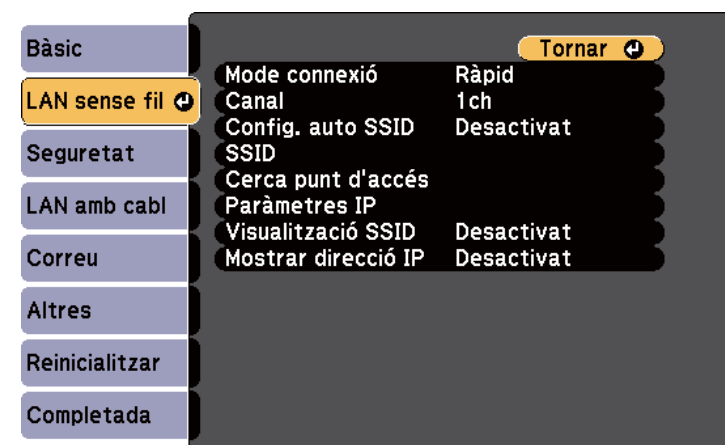 Bàsic
LAN sense fil
Seguretat
LAN amb cabl
Correu
Altres
Reinicialitzar
Completada
Tornar
Mode connexió Ràpid
Canal 1ch
Config. auto SSID Desactivat
SSID
Cerca punt d'accés
Paràmetres IP
Visualització SSID Desactivat
Mostrar direcció IP Desactivat